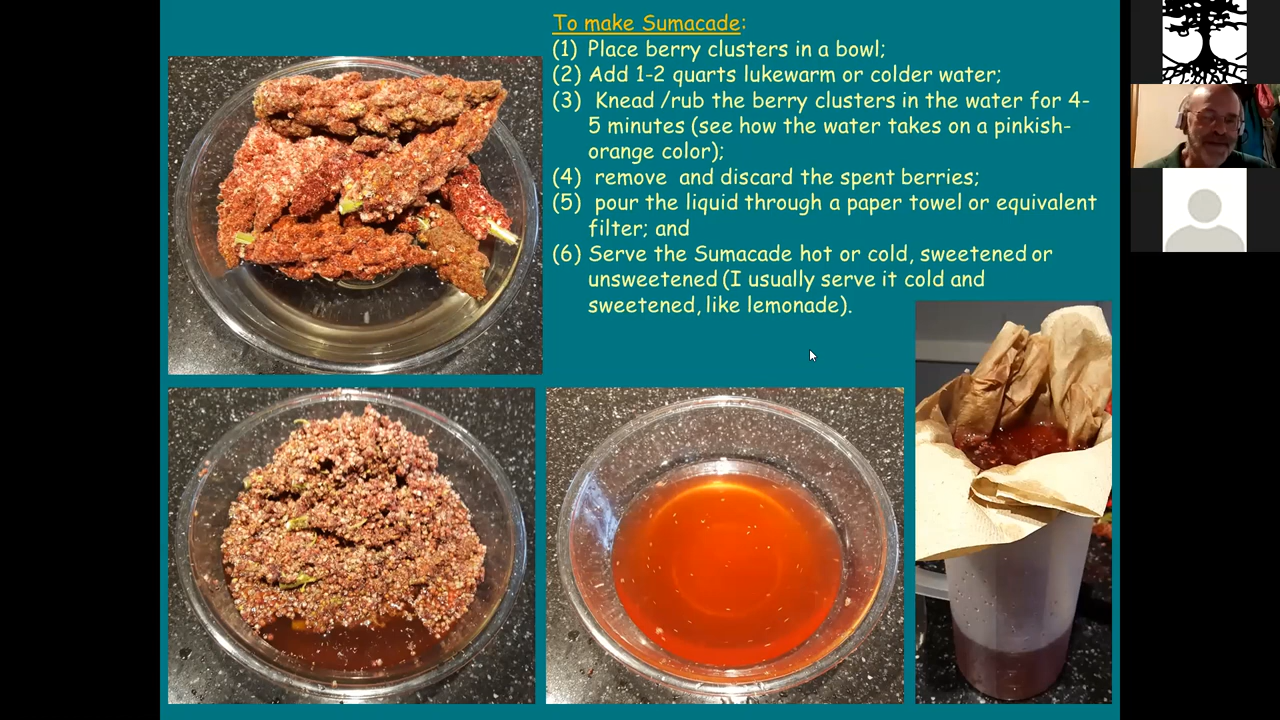 To make Sumacade:
(1) Place berry clusters in a bowl;
(2) Add 1-2 quarts lukewarm or colder water;
(3) Knead /rub the berry clusters in the water for 4-
5 minutes (see how the water takes on a pinkish-
orange color);
(4) remove and discard the spent berries;
(5) pour the liquid through a paper towel or equivalent
filter; and
(6) Serve the Sumacade hot or cold, sweetened or
unsweetened (I usually serve it cold and
sweetened, like lemonade).